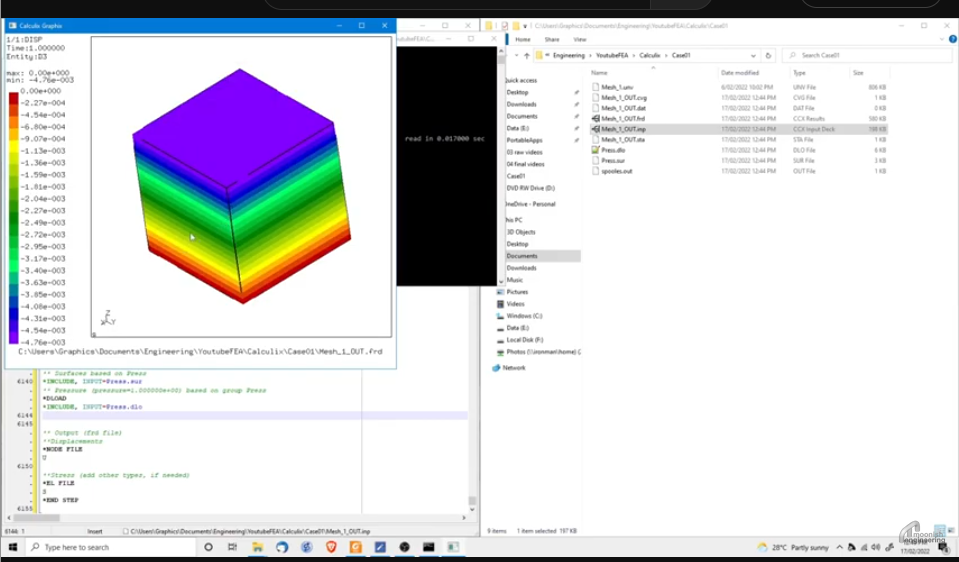 Calculix Graphix
1/1:DISP
Time:1.000000
Entity:D3
max: 0.00e+000
min: -4.76e-003
0.00e+000
-2.27e-004
-4.54e-004
-6.80e-004
-9.07e-004
-1.13e-003
-1.36e-003
-1.59e-003
-1.81e-003
-2.04e-003
-2.27e-003
-2.49e-003
-2.72e-003
-2.95e-003
-3.17e-003
-3.40e-003
-3.63e-003
-3.85e-003
-4.08e-003
-4.31e-003
-4.54e-003
-4.76e-003
C:\Users\Graphics\Documents\Engineering\YoutubeFEA\Calculix\Case01\Mesh_1_OUT.frd
read in 0.017000 sec
** Surfaces based on Press
6140 *INCLUDE, INPUT=Press.sur
** Pressure (pressure=1.000000e+00) based on group Press
*DLOAD
*INCLUDE, INPUT=Press.dlo
6144
6145
** Output (frd file)
**Displacements
*NODE FILE
U
6150
**Stress (add other types, if needed)
*EL FILE
S
*END STEP
6155
6144: 1 Insert C:\Users\Graphics\Documents\Engineering\YoutubeFEA\Calculix\Case01\Mesh_1_OUT.inp
C:\Users\Graphics\Documents\Engineering\YoutubeFEA\Calculix\Case01
Home Share View
Engineering › YoutubeFEA › Calculix › Case01
Search Case01
Name Date modified Type Size
Mesh_1.unv 6/02/2022 10:02 PM UNV File 806 KB
Mesh_1_OUT.cvg 17/02/2022 12:44 PM CVG File 1 KB
Mesh_1_OUT.dat 17/02/2022 12:44 PM DAT File 0 KB
Mesh_1_OUT.frd 17/02/2022 12:44 PM CCX Results 580 KB
Mesh_1_OUT.inp 17/02/2022 12:44 PM CCX Input Deck 198 KB
Mesh_1_OUT.sta 17/02/2022 12:44 PM STA File 1 KB
Press.dlo 17/02/2022 12:44 PM DLO File 6 KB
Press.sur 17/02/2022 12:44 PM SUR File 3 KB
spooles.out 17/02/2022 12:44 PM OUT File 1 KB
uick access
Desktop
Downloads
Documents
Data (E:)
PortableApps
03 raw videos
04 final videos
Case01
DVD RW Drive (D:)
neDrive - Personal
his PC
3D Objects
Desktop
Documents
Downloads
Music
Pictures
Videos
Windows (C:)
Data (E:)
Local Disk (F:)
Network
9 items 1 item selected 197 KB
Type here to search
28°C Partly sunny
17/02/2022
moonish
engineering